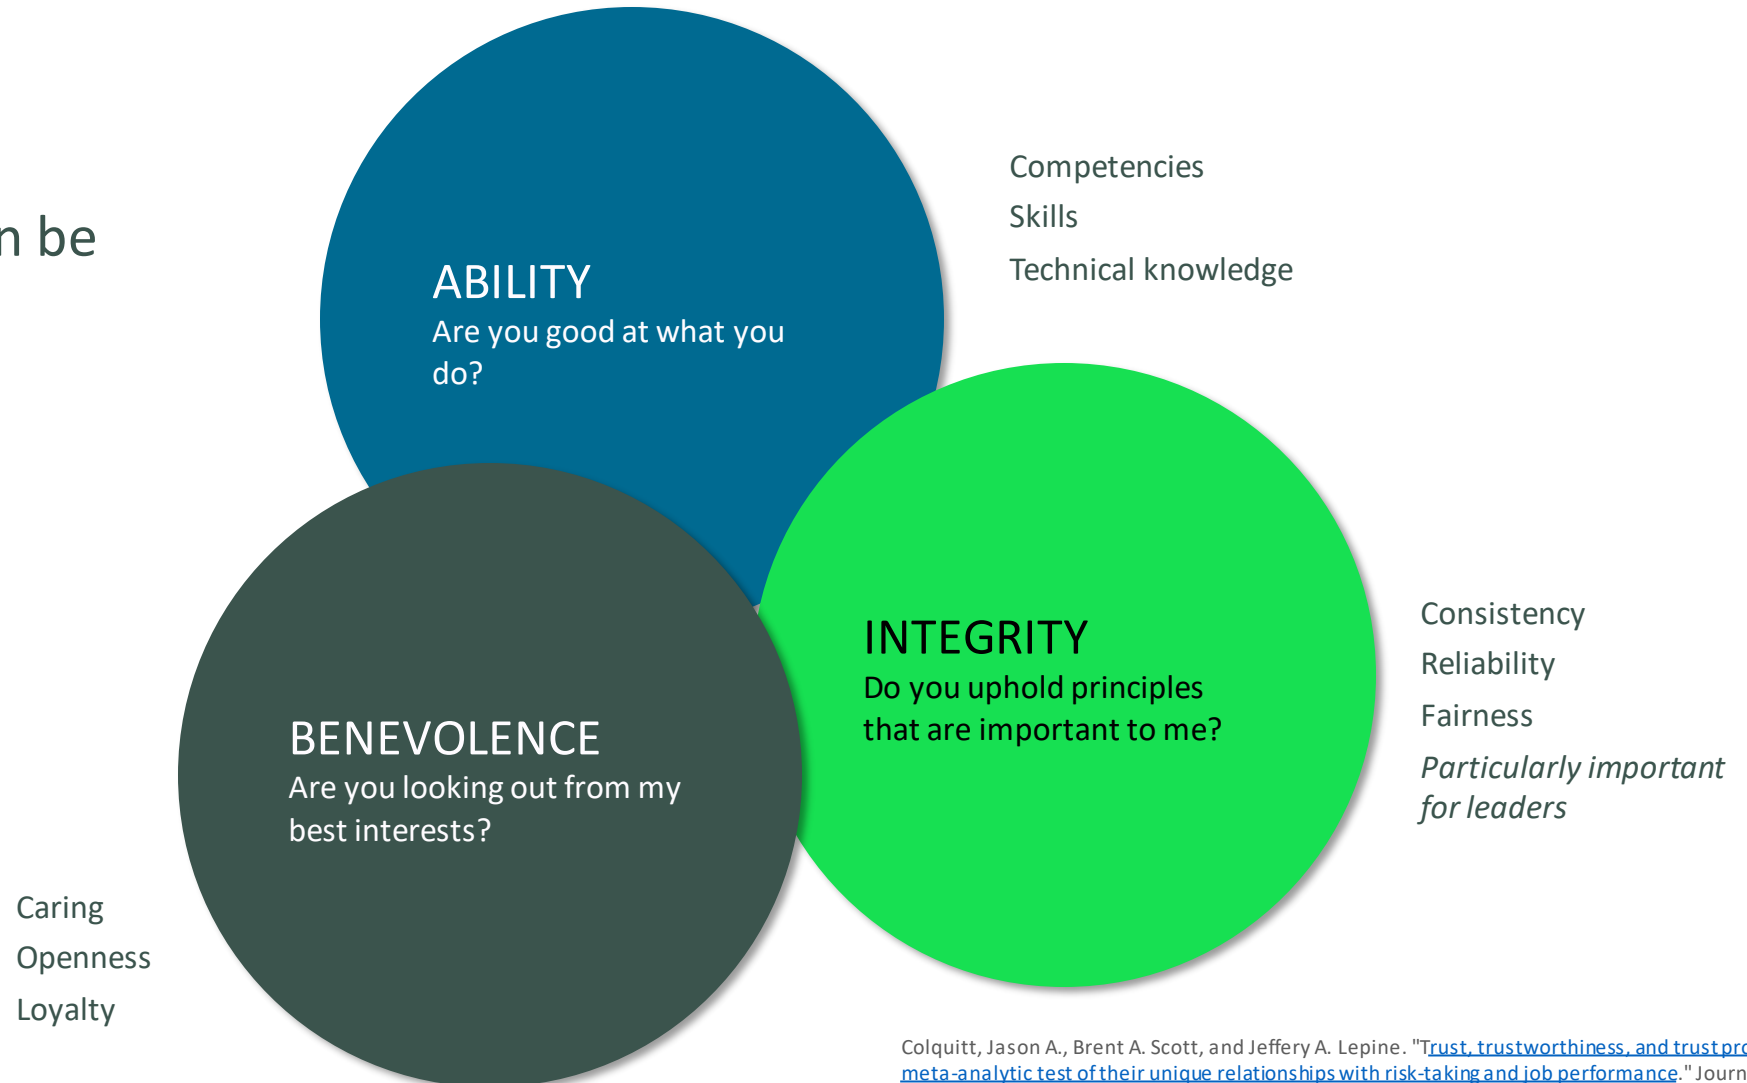 n be
ABILITY
Are you good at what you
do?
Competencies
Skills
Technical knowledge
INTEGRITY
Do you uphold principles
that are important to me?
Consistency
Reliability
Fairness
Particularly important
for leaders
BENEVOLENCE
Are you looking out from my
best interests?
Caring
Openness
Loyalty
Colquitt, Jason A., Brent A. Scott, and Jeffery A. Lepine. "Trust, trustworthiness, and trust pro
meta-analytic test of their unique relationships with risk-taking and job performance." Journ